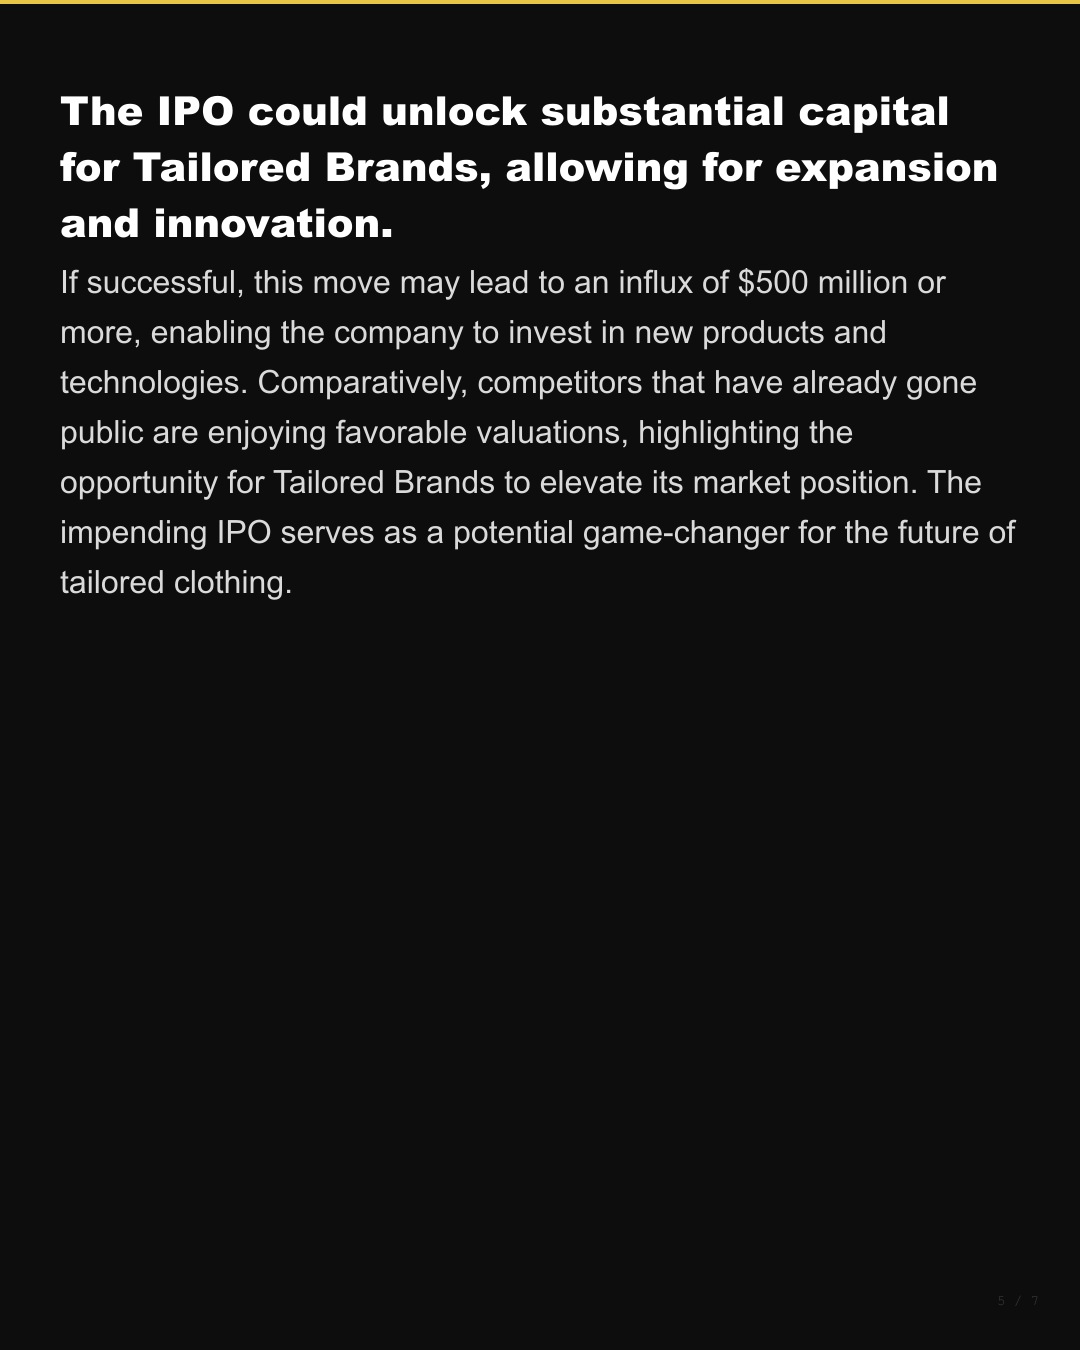 The IPO could unlock substantial capital
for Tailored Brands, allowing for expansion
and innovation.
If successful, this move may lead to an influx of $500 million or
more, enabling the company to invest in new products and
technologies. Comparatively, competitors that have already gone
public are enjoying favorable valuations, highlighting the
opportunity for Tailored Brands to elevate its market position. The
impending IPO serves as a potential game-changer for the future of
tailored clothing.
5 / 7